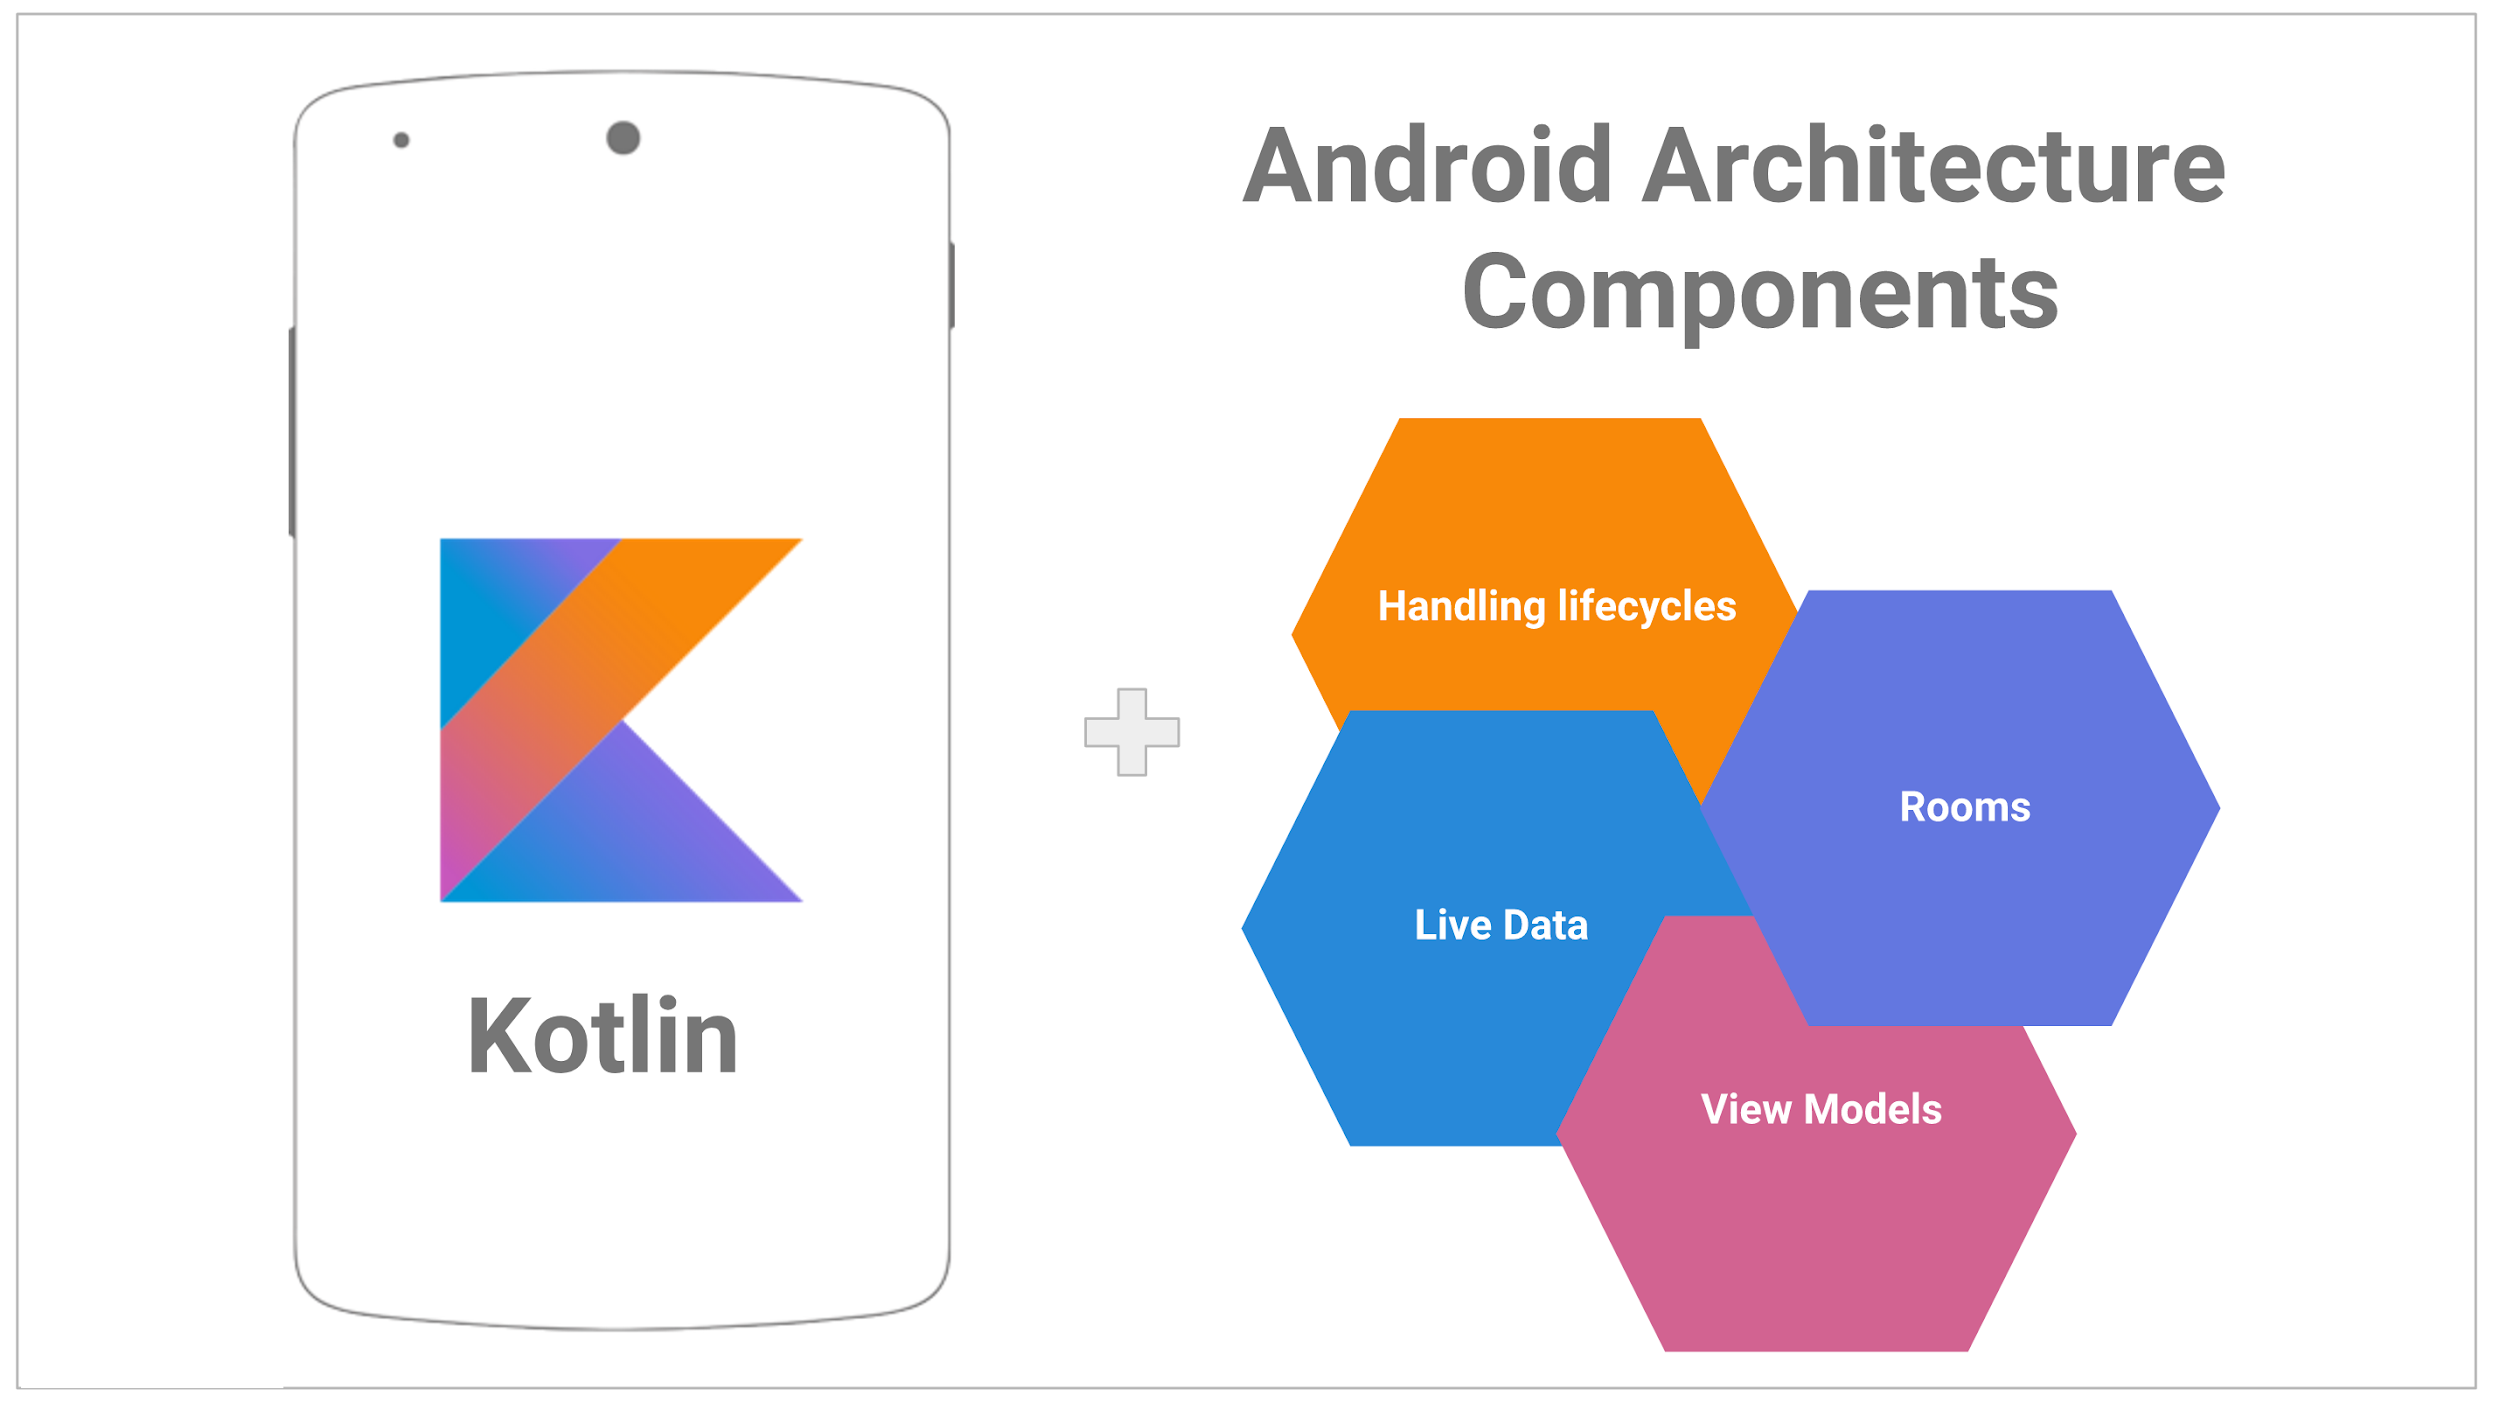 Android Architecture
Components
Handling lifecycles
Rooms
Live Data
View Models
Kotlin